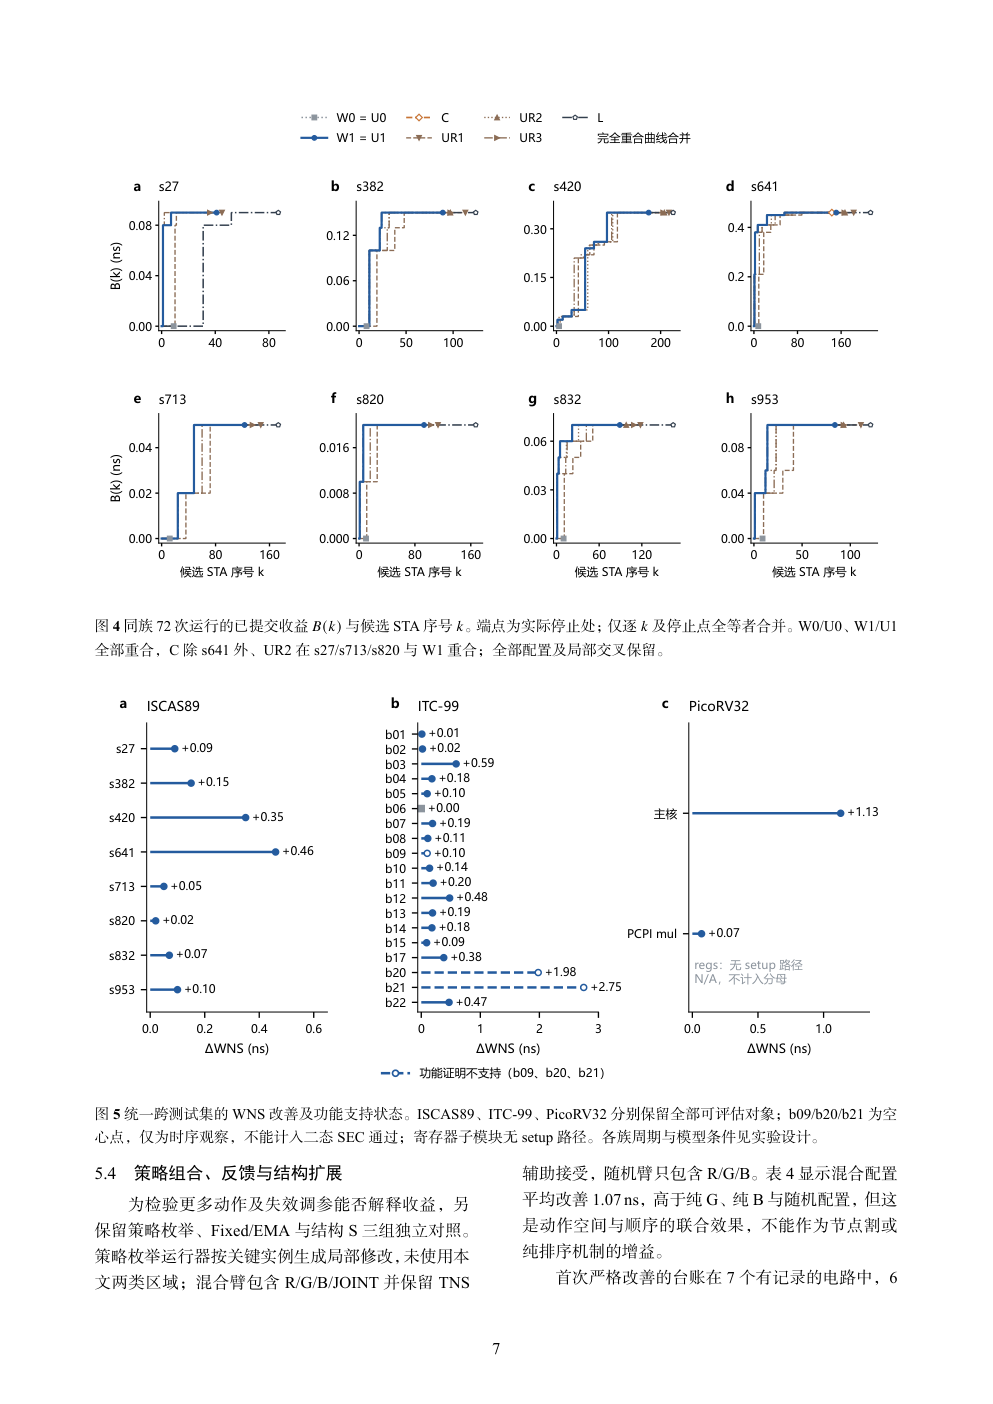 W0 = U0
C
UR2
L
W1 = U1
UR1
UR3
完全重合曲线合并
a s27
b s382
c s420
d s641
B(k) (ns)
0.08
0.04
0.00
0 40 80
0.12
0.06
0.00
0 50 100
0.30
0.15
0.00
0 100 200
0.4
0.2
0.0
0 80 160
e s713
f s820
g s832
h s953
B(k) (ns)
0.04
0.02
0.00
0 80 160
候选 STA 序号 k
0.016
0.008
0.000
0 80 160
候选 STA 序号 k
0.06
0.03
0.00
0 60 120
候选 STA 序号 k
0.08
0.04
0.00
0 50 100
候选 STA 序号 k
图 4 同族 72 次运行的已提交收益 B(k) 与候选 STA 序号 k。端点为实际停止处；仅逐 k 及停止点全等者合并。W0/U0、W1/U1
全部重合，C 除 s641 外、UR2 在 s27/s713/s820 与 W1 重合；全部配置及局部交叉保留。
a ISCAS89
s27 +0.09
s382 +0.15
s420 +0.35
s641 +0.46
s713 +0.05
s820 +0.02
s832 +0.07
s953 +0.10
0.0 0.2 0.4 0.6
ΔWNS (ns)
b ITC-99
b01 +0.01
b02 +0.02
b03 +0.59
b04 +0.18
b05 +0.10
b06 +0.00
b07 +0.19
b08 +0.11
b09 +0.10
b10 +0.14
b11 +0.20
b12 +0.48
b13 +0.19
b14 +0.18
b15 +0.09
b17 +0.38
b20 +1.98
b21 +2.75
b22 +0.47
0 1 2 3
ΔWNS (ns)
c PicoRV32
主核 +1.13
PCPI mul +0.07
regs：无 setup 路径
N/A，不计入分母
0.0 0.5 1.0
ΔWNS (ns)
功能证明不支持（b09、b20、b21）
图 5 统一跨测试集的 WNS 改善及功能支持状态。ISCAS89、ITC-99、PicoRV32 分别保留全部可评估对象；b09/b20/b21 为空
心点，仅为时序观察，不能计入二态 SEC 通过；寄存器子模块无 setup 路径。各族周期与模型条件见实验设计。
5.4 策略组合、反馈与结构扩展
为检验更多动作及失效调参能否解释收益，另
保留策略枚举、Fixed/EMA 与结构 S 三组独立对照。
策略枚举运行器按关键实例生成局部修改，未使用本
文两类区域；混合臂包含 R/G/B/JOINT 并保留 TNS
辅助接受，随机臂只包含 R/G/B。表 4 显示混合配置
平均改善 1.07 ns，高于纯 G、纯 B 与随机配置，但这
是动作空间与顺序的联合效果，不能作为节点割或
纯排序机制的增益。
首次严格改善的台账在 7 个有记录的电路中，6
7